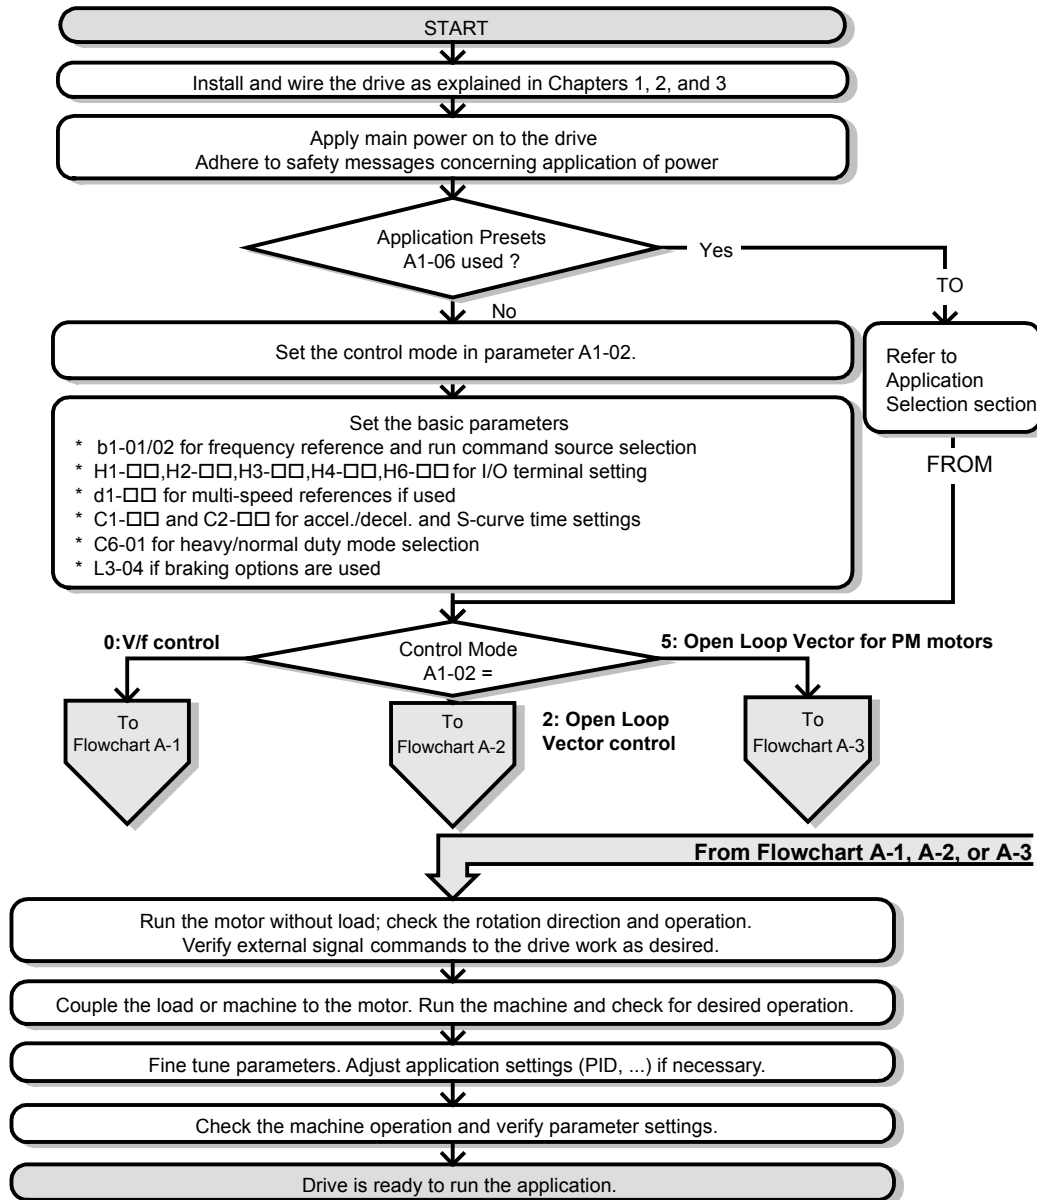 START
Install and wire the drive as explained in Chapters 1, 2, and 3
Apply main power on to the drive
Adhere to safety messages concerning application of power
Application Presets
A1-06 used ?
Yes
TO
No
Set the control mode in parameter A1-02.
Refer to
Application
Selection section
FROM
Set the basic parameters
* b1-01/02 for frequency reference and run command source selection
* H1-□□,H2-□□,H3-□□,H4-□□,H6-□□ for I/O terminal setting
* d1-□□ for multi-speed references if used
* C1-□□ and C2-□□ for accel./decel. and S-curve time settings
* C6-01 for heavy/normal duty mode selection
* L3-04 if braking options are used
0:V/f control
Control Mode
A1-02 =
5: Open Loop Vector for PM motors
To
Flowchart A-1
To
Flowchart A-2
2: Open Loop
Vector control
To
Flowchart A-3
From Flowchart A-1, A-2, or A-3
Run the motor without load; check the rotation direction and operation.
Verify external signal commands to the drive work as desired.
Couple the load or machine to the motor. Run the machine and check for desired operation.
Fine tune parameters. Adjust application settings (PID, ...) if necessary.
Check the machine operation and verify parameter settings.
Drive is ready to run the application.